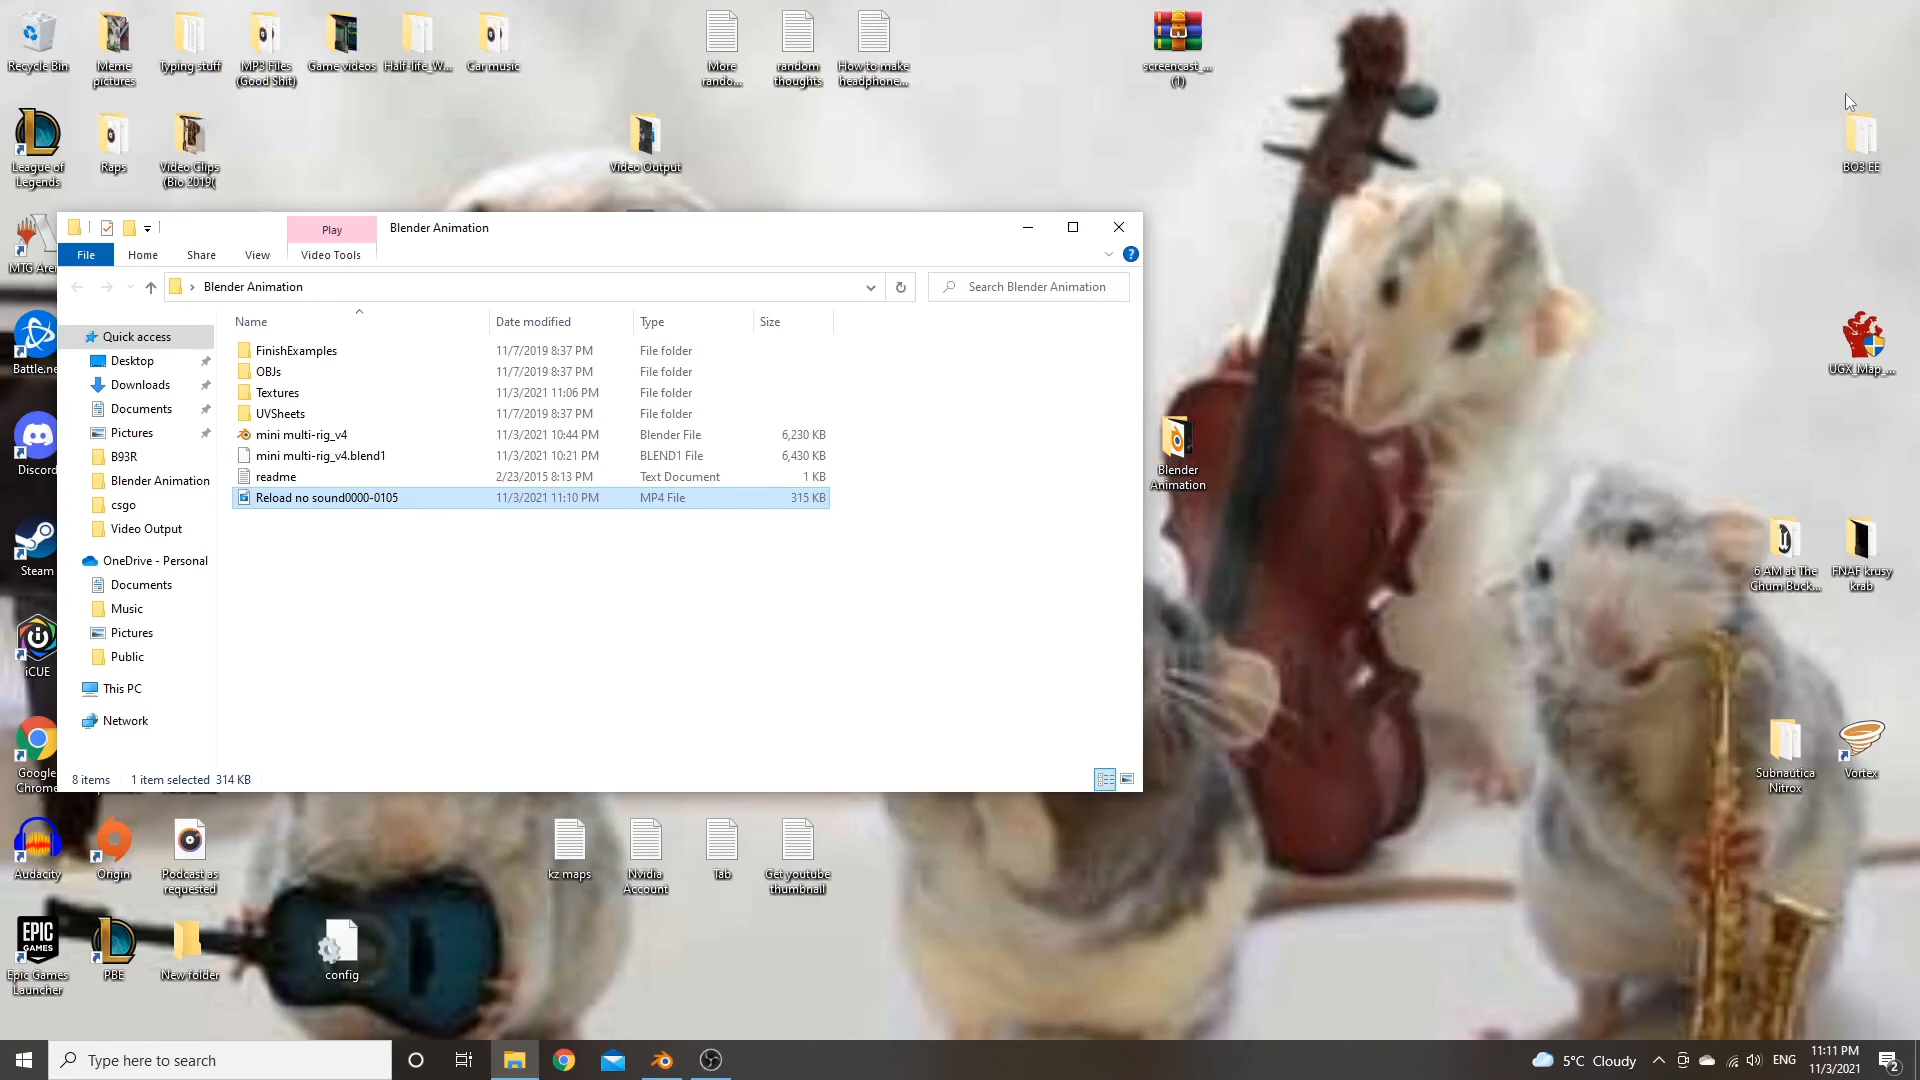 Recycle Bin
Meme
pictures
Typing stuff
MP3 Files
(Good Shit)
Game videos
Half-life_W...
Car music
More
rando...
random
thoughts
How to make
headphone...
screencast_...
(1)
League of
Legends
Raps
Video Clips
(Bio 2019(
Video Output
BO3 EE
Play
Blender Animation
File
Home
Share
View
Video Tools
?
Blender Animation
Search Blender Animation
Name
Date modified
Type
Size
FinishExamples 11/7/2019 8:37 PM File folder
OBJs 11/7/2019 8:37 PM File folder
Textures 11/3/2021 11:06 PM File folder
UVSheets 11/7/2019 8:37 PM File folder
mini multi-rig_v4 11/3/2021 10:44 PM Blender File 6,230 KB
mini multi-rig_v4.blend1 11/3/2021 10:21 PM BLEND1 File 6,430 KB
readme 2/23/2015 8:13 PM Text Document 1 KB
Reload no sound0000-0105 11/3/2021 11:10 PM MP4 File 315 KB
Quick access
Desktop
Downloads
Documents
Pictures
B93R
Blender Animation
csgo
Video Output
OneDrive - Personal
Documents
Music
Pictures
Public
This PC
Network
8 items
1 item selected 314 KB
MTG Are
Battle.ne
Discord
Steam
iCUE
Google
Chrome
UGX_Map_...
Blender
Animation
6 AM at The
Chum Buck...
FNAF krusy
krab
Subnautica
Nitrox
Vortex
Audacity
Origin
Podcast as
requested
kz maps
Nvidia
Account
Tab
Get youtube
thumbnail
EPIC
GAMES
Epic Games
Launcher
PBE
New folder
config
Type here to search
5°C Cloudy
ENG
11:11 PM
11/3/2021
2